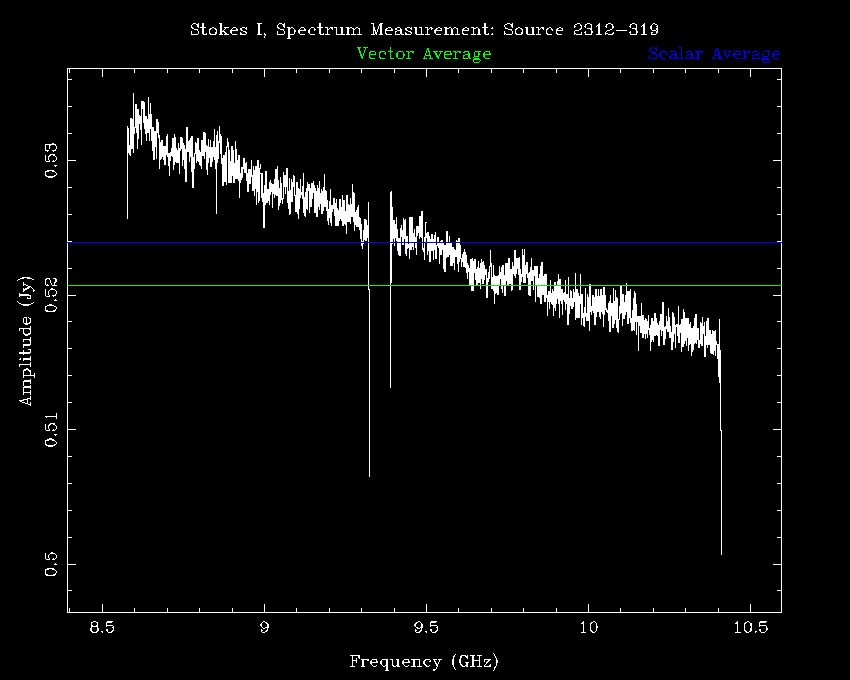 Stokes I, Spectrum Measurement: Source 2312−319
Vector Average Scalar Average
0.53
0.52
0.51
0.5
Amplitude (Jy)
8.5 9 9.5 10 10.5
Frequency (GHz)